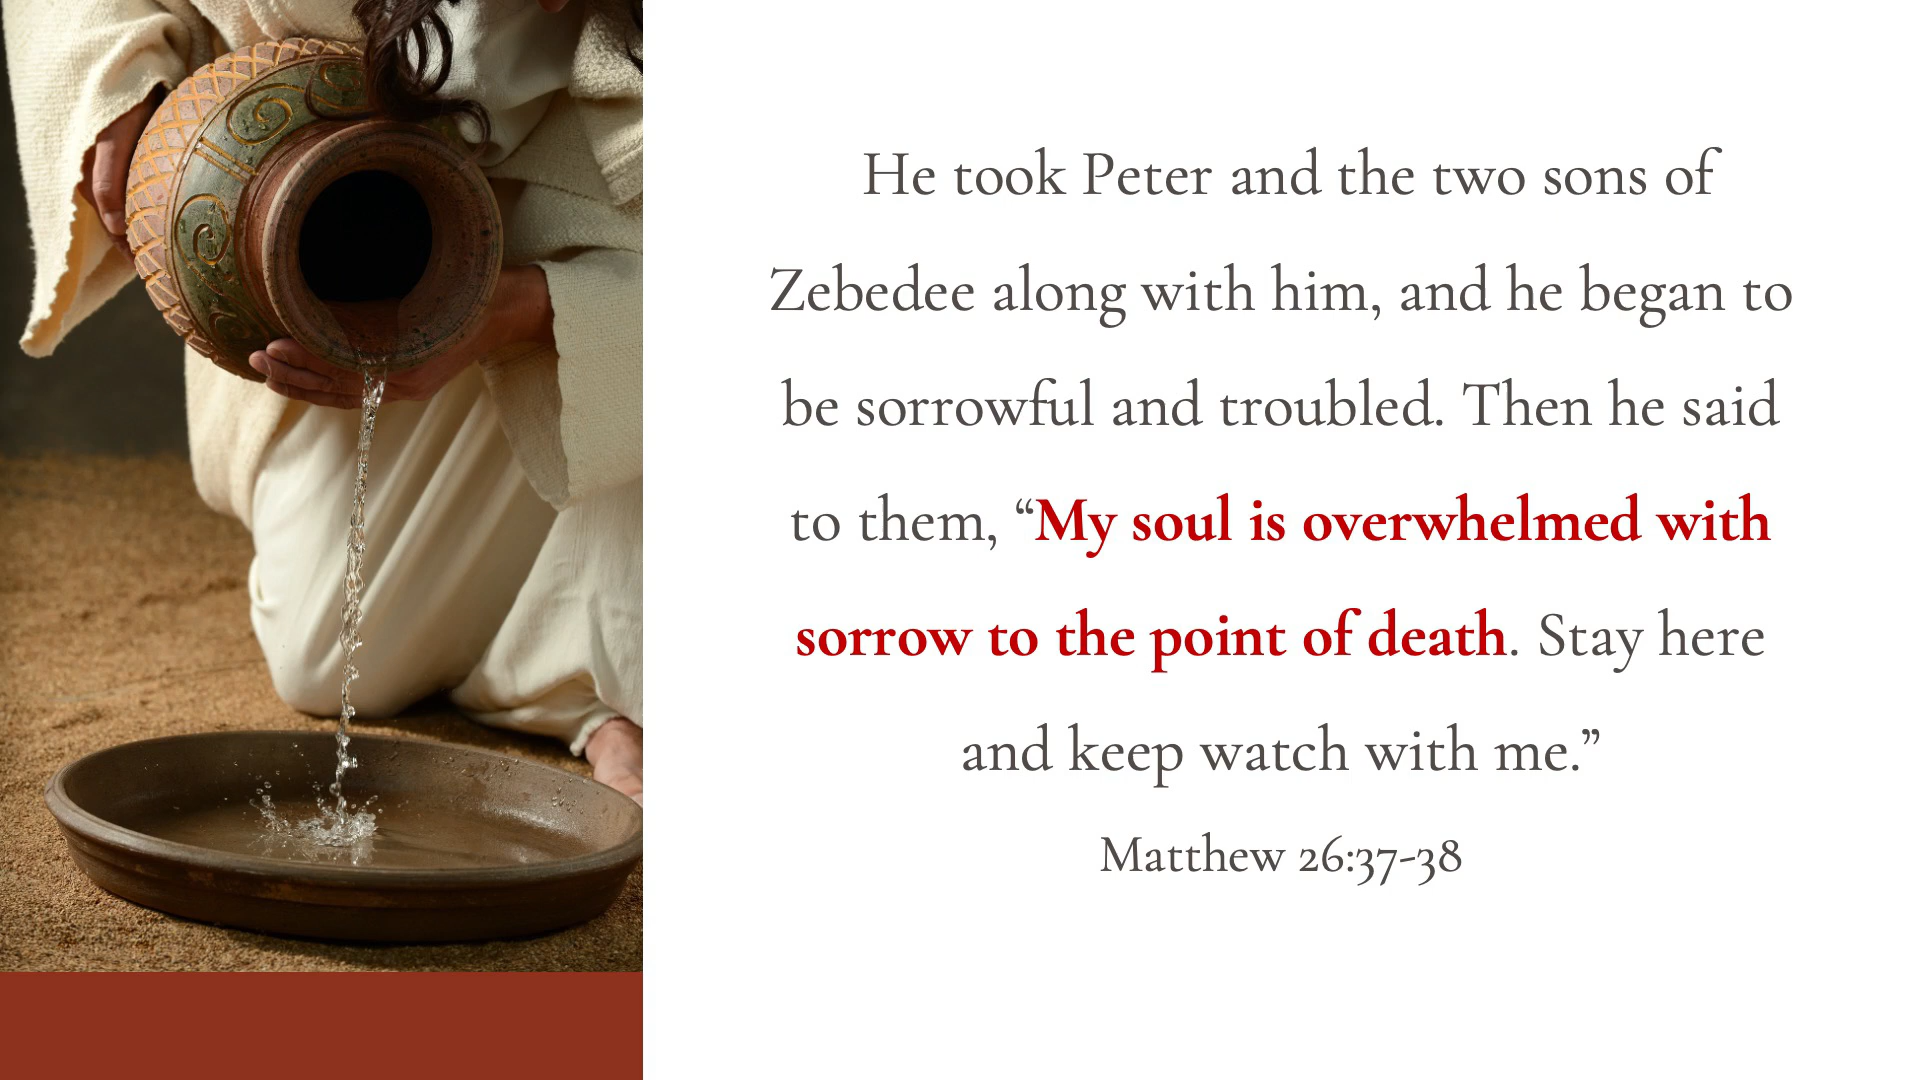 He took Peter and the two sons of
Zebedee along with him, and he began to
be sorrowful and troubled. Then he said
to them, “My soul is overwhelmed with
sorrow to the point of death. Stay here
and keep watch with me.”
Matthew 26:37-38